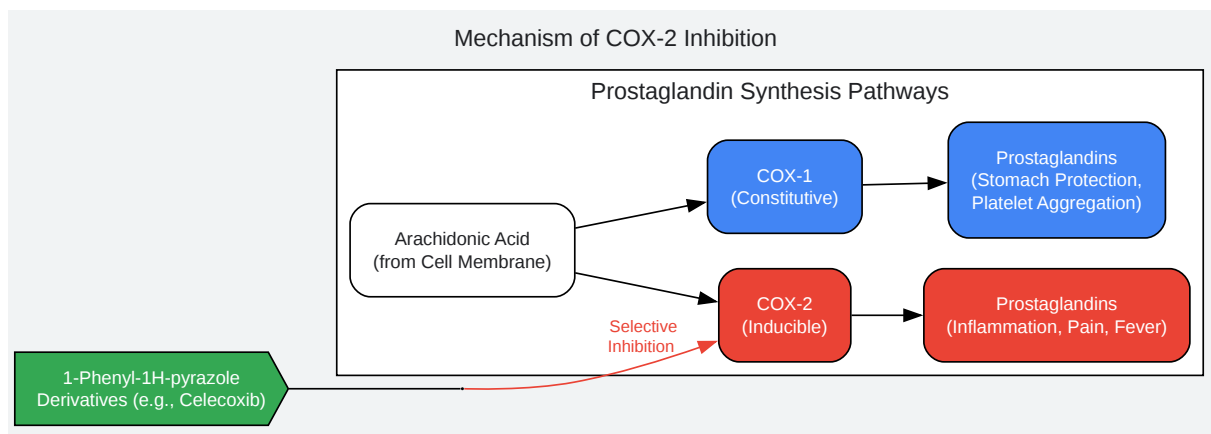 Mechanism of COX-2 Inhibition
Prostaglandin Synthesis Pathways
Arachidonic Acid
(from Cell Membrane)
COX-1
(Constitutive)
Prostaglandins
(Stomach Protection,
Platelet Aggregation)
COX-2
(Inducible)
Prostaglandins
(Inflammation, Pain, Fever)
Selective
Inhibition
1-Phenyl-1H-pyrazole
Derivatives (e.g., Celecoxib)